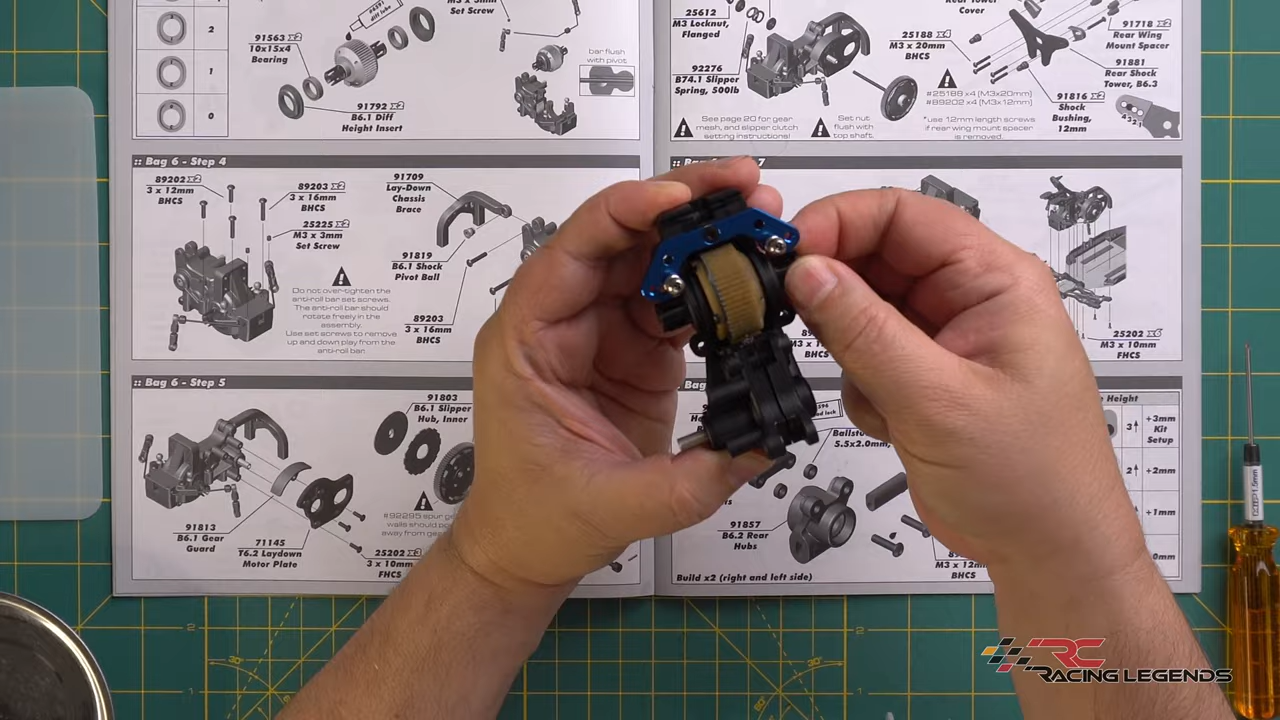 2
1
0
diff lube
Set Screw
91563 x2
10x15x4
Bearing
91792 x2
B6.1 Diff
Height Insert
bar flush
with pivot
25612
M3 Locknut,
Flanged
92276
B74.1 Slipper
Spring, 500lb
Cover
25188 x4
M3 x 20mm
BHCS
#25188 x4 (M3x20mm)
#89202 x4 (M3x12mm)
91718 x2
Rear Wing
Mount Spacer
91881
Rear Shock
Tower, B6.3
91816 x2
Shock
Bushing,
12mm
See page 20 for gear
mesh, and slipper clutch
setting instructions!
Set nut
flush with
top shaft.
*use 12mm length screws
if rear wing mount spacer
is removed.
:: Bag 6 - Step 4
89202 x2
3 x 12mm
BHCS
89203 x2
3 x 16mm
BHCS
25225 x2
M3 x 3mm
Set Screw
Do not over-tighten the
anti-roll bar set screws.
The anti-roll bar should
rotate freely in the
assembly.
Use set screws to remove
up and down play from the
anti-roll bar.
91709
Lay-Down
Chassis
Brace
91819
B6.1 Shock
Pivot Ball
89203
3 x 16mm
BHCS
7
25202 x6
M3 x 10mm
FHCS
:: Bag 6 - Step 5
91803
B6.1 Slipper
Hub, Inner
91813
B6.1 Gear
Guard
71145
T6.2 Laydown
Motor Plate
25202 x3
3 x 10mm
FHCS
Height
3
+3mm
Kit
Setup
2
+2mm
+1mm
0mm
5.5x2.0mm,
91857
B6.2 Rear
Hubs
M3 x 12mm
BHCS
Build x2 (right and left side)
RC
RACING LEGENDS